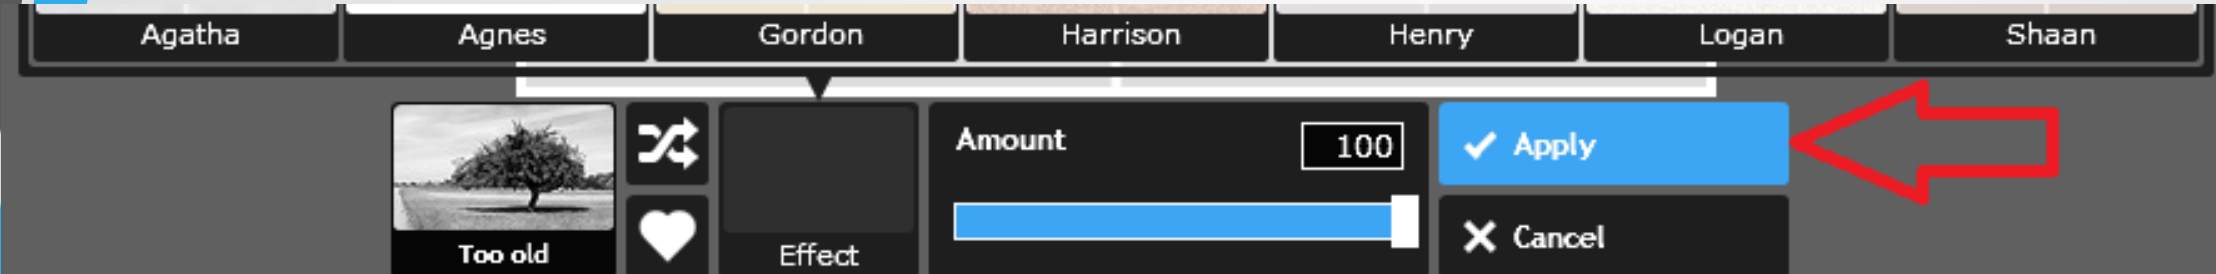 Agatha
Agnes
Gordon
Harrison
Henry
Logan
Shaan
Too old
Effect
Amount
100
Apply
Cancel